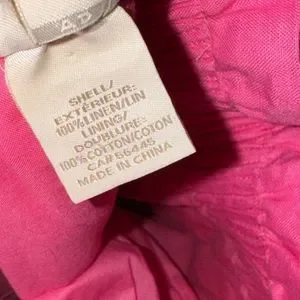 SHELL/
EXTÉRIEUR:
100%LINEN/LIN
LINING/
DOUBLURE:
100%COTTON/COTON
CA# 56445
MADE IN CHINA